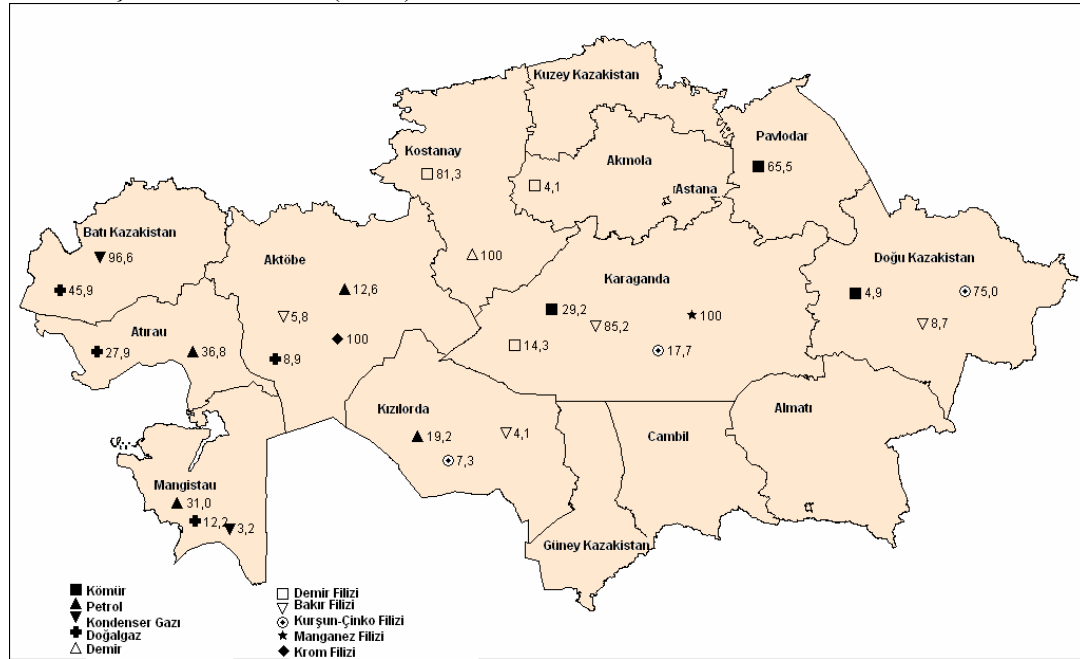 Kuzey Kazakistan
Pavlodar
65,5
Kostanay
81,3
Akmola
4,1
Astana
Batı Kazakistan
96,6
45,9
Aktöbe
12,6
5,8
100
8,9
100
Karaganda
29,2
85,2
100
14,3
17,7
Doğu Kazakistan
4,9
75,0
8,7
Atırau
27,9
36,8
Kızılorda
19,2
4,1
7,3
Cambil
Almatı
Mangistau
31,0
12,2
3,2
Güney Kazakistan
Kömür
Petrol
Kondenser Gazı
Doğalgaz
Demir
Demir Filizi
Bakır Filizi
Kurşun-Çinko Filizi
Manganez Filizi
Krom Filizi